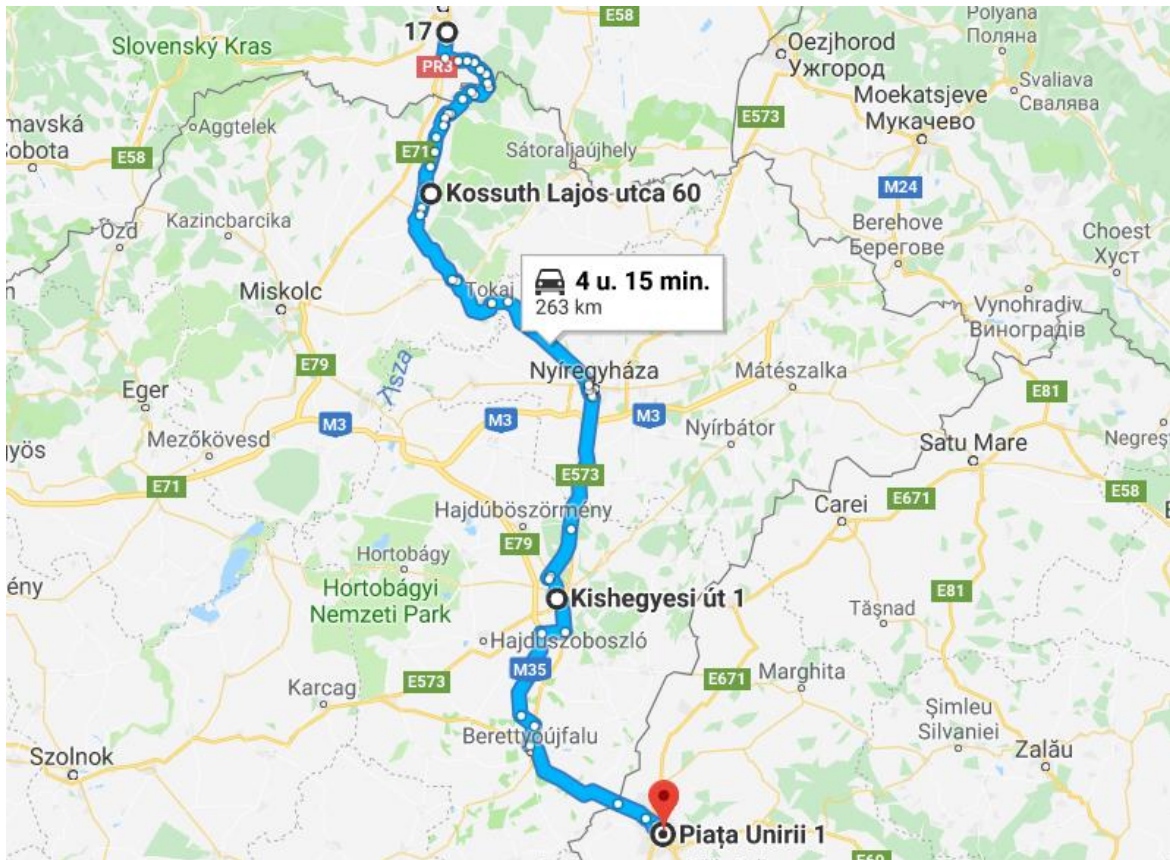 E58
Polyana
Поляна
17
Slovenský Kras
Oezjhorod
Ужгород
PR3
Svaliava
Свалява
E573
Moekatsjeve
Мукачево
mavská
Sobota
Aggtelek
E58
E71
Sátoraljaújhely
M24
Kossuth Lajos utca 60
Kazincbarcika
Berehove
Берегове
Choest
Хуст
Ózd
4 u. 15 min.
263 km
Miskolc
Tokaj
Vynohradiv
Виноградів
E79
Nyíregyháza
Mátészalka
E81
Eger
M3
M3
M3
Nyírbátor
Mezőkövesd
Satu Mare
Negreș
yös
E71
E573
E671
E58
Carei
Hajdúböszörmény
E79
Hortobágy
ény
Hortobágyi
Nemzeti Park
Kishegyesi út 1
E81
Tășnad
Hajdúszoboszló
M35
Karcag
E573
E671
Marghita
Șimleu
Silvaniei
Berettyóújfalu
Szolnok
Zalău
Piața Unirii 1